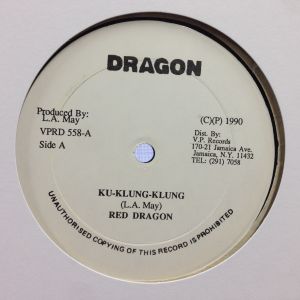 DRAGON
Produced By:
L.A. May
VPRD 558-A
Side A
(C)(P) 1990
Dist. By:
V.P. Records
170-21 Jamaica Ave.
Jamaica, N.Y. 11432
TEL: (291) 7058
KU-KLUNG-KLUNG
(L.A. May)
RED DRAGON
UNAUTHORISED COPYING OF THIS RECORD IS PROHIBITED